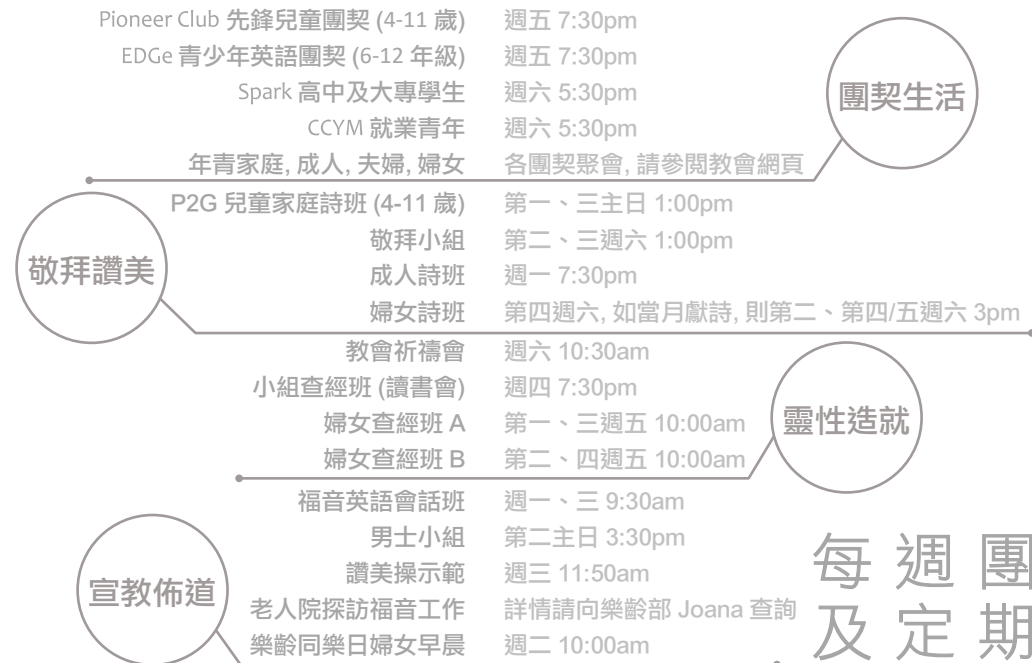 Pioneer Club 先鋒兒童團契 (4-11 歲) 週五 7:30pm
EDGe 青少年英語團契 (6-12 年級) 週五 7:30pm
Spark 高中及大專學生 週六 5:30pm
CCYM 就業青年 週六 5:30pm
年青家庭, 成人, 夫婦, 婦女 各團契聚會, 請參閱教會網頁
團契生活
P2G 兒童家庭詩班 (4-11 歲) 第一、三主日 1:00pm
敬拜小組 第二、三週六 1:00pm
成人詩班 週一 7:30pm
婦女詩班 第四週六, 如當月獻詩, 則第二、第四/五週六 3pm
敬拜讚美
教會祈禱會 週六 10:30am
小組查經班 (讀書會) 週四 7:30pm
婦女查經班 A 第一、三週五 10:00am
婦女查經班 B 第二、四週五 10:00am
靈性造就
福音英語會話班 週一、三 9:30am
男士小組 第二主日 3:30pm
讚美操示範 週三 11:50am
老人院探訪福音工作 詳情請向樂齡部 Joana 查詢
樂齡同樂日婦女早晨 週二 10:00am
宣教佈道
每週團
及定期